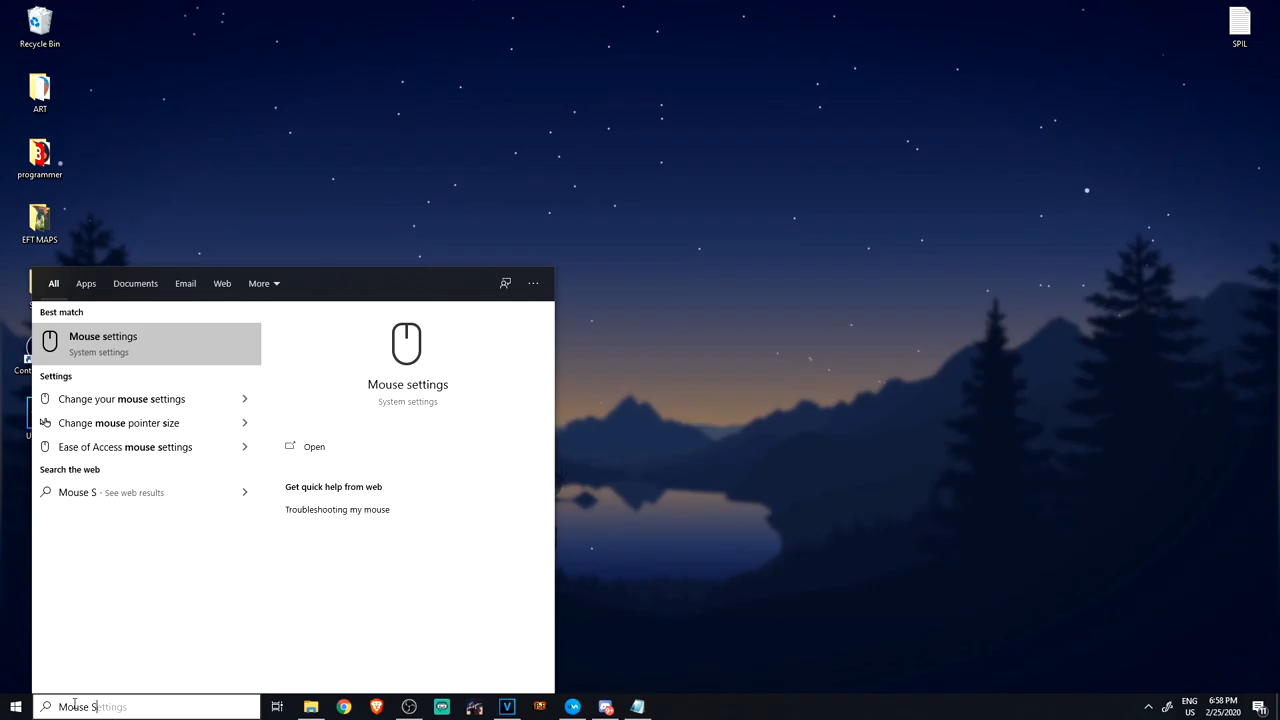 Recycle Bin
SPIL
ART
programmer
EFT MAPS
All Apps Documents Email Web More
Best match
Mouse settings
System settings
Mouse settings
System settings
Settings
Change your mouse settings
Change mouse pointer size
Ease of Access mouse settings
Open
Search the web
Mouse S - See web results
Get quick help from web
Troubleshooting my mouse
Mouse Settings
ENG
US
6:58 PM
2/25/2020